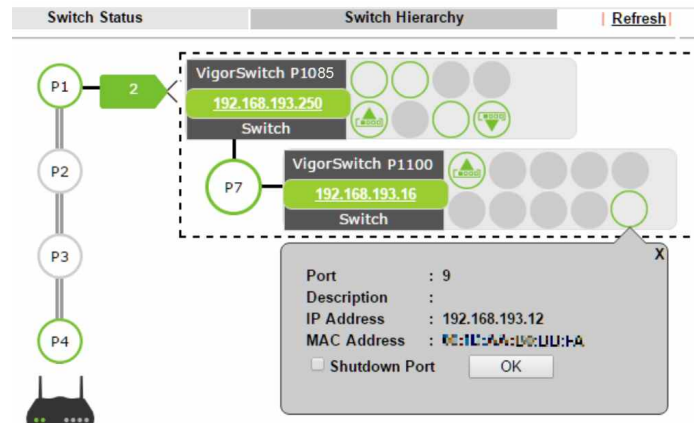 Switch Status Switch Hierarchy | Refresh |
P1
2
VigorSwitch P1085
192.168.193.250
Switch
P2
P7
VigorSwitch P1100
192.168.193.16
Switch
P3
X
Port : 9
Description :
IP Address : 192.168.193.12
MAC Address :
Shutdown Port OK
P4